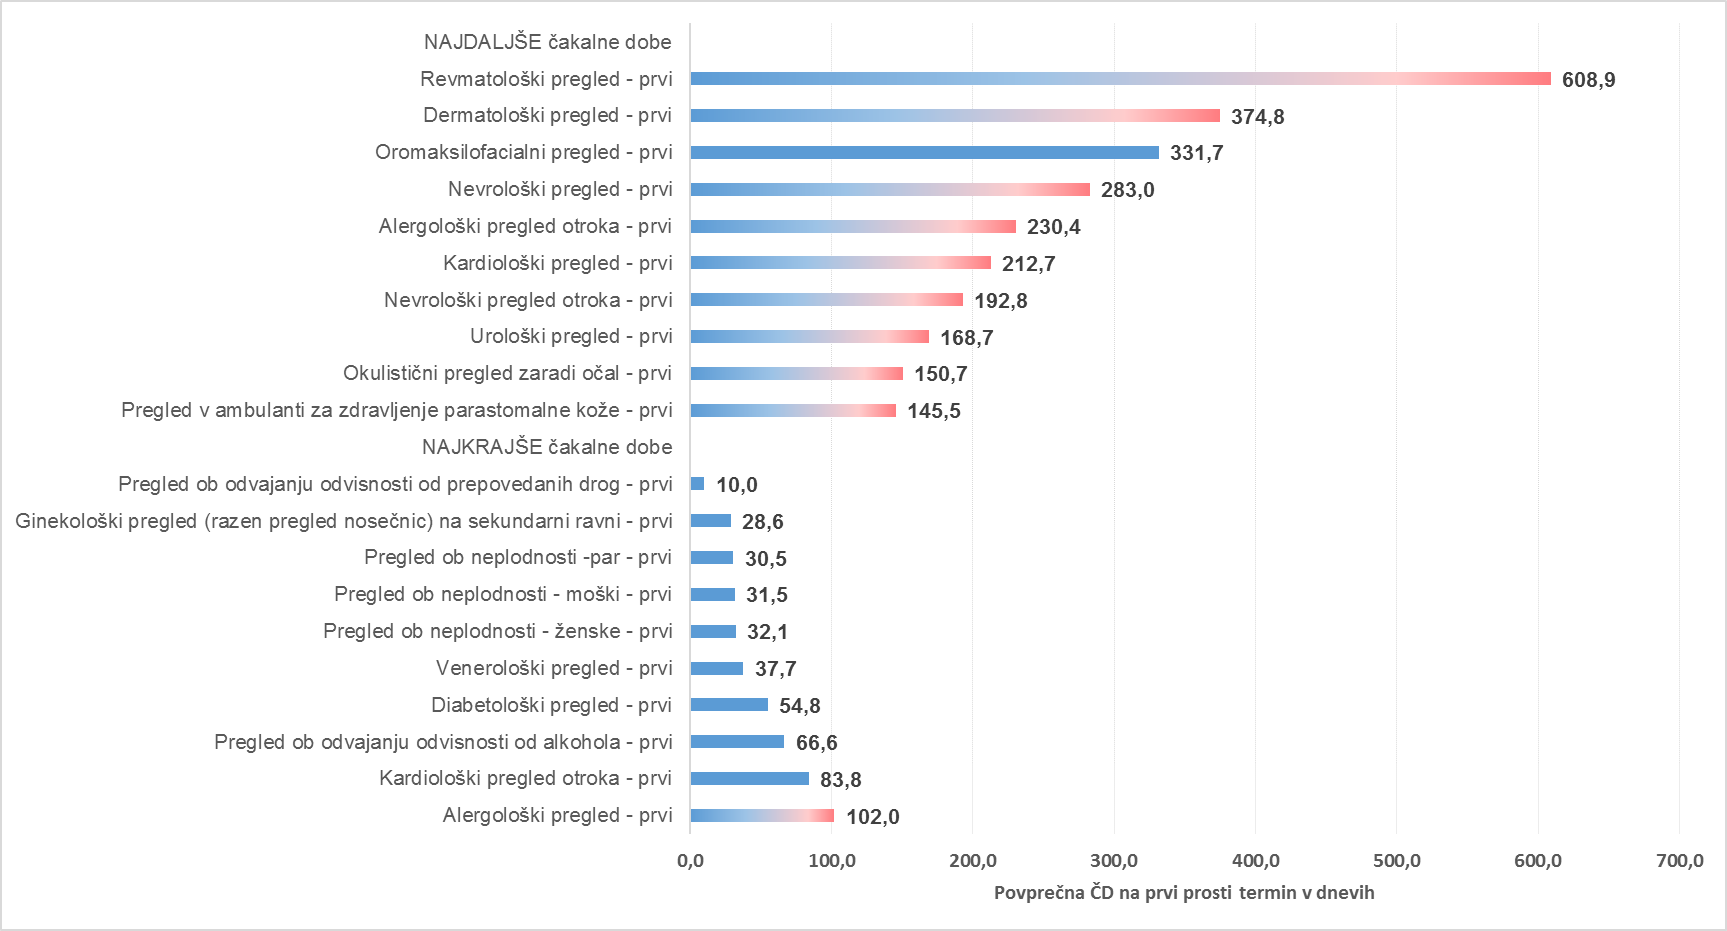 NAJDALJŠE čakalne dobe
Revmatološki pregled - prvi 608,9
Dermatološki pregled - prvi 374,8
Oromaksilofacialni pregled - prvi 331,7
Nevrološki pregled - prvi 283,0
Alergološki pregled otroka - prvi 230,4
Kardiološki pregled - prvi 212,7
Nevrološki pregled otroka - prvi 192,8
Urološki pregled - prvi 168,7
Okulistični pregled zaradi očal - prvi 150,7
Pregled v ambulanti za zdravljenje parastomalne kože - prvi 145,5
NAJKRAJŠE čakalne dobe
Pregled ob odvajanju odvisnosti od prepovedanih drog - prvi 10,0
Ginekološki pregled (razen pregled nosečnic) na sekundarni ravni - prvi 28,6
Pregled ob neplodnosti -par - prvi 30,5
Pregled ob neplodnosti - moški - prvi 31,5
Pregled ob neplodnosti - ženske - prvi 32,1
Venerološki pregled - prvi 37,7
Diabetološki pregled - prvi 54,8
Pregled ob odvajanju odvisnosti od alkohola - prvi 66,6
Kardiološki pregled otroka - prvi 83,8
Alergološki pregled - prvi 102,0
0,0 100,0 200,0 300,0 400,0 500,0 600,0 700,0
Povprečna ČD na prvi prosti termin v dnevih